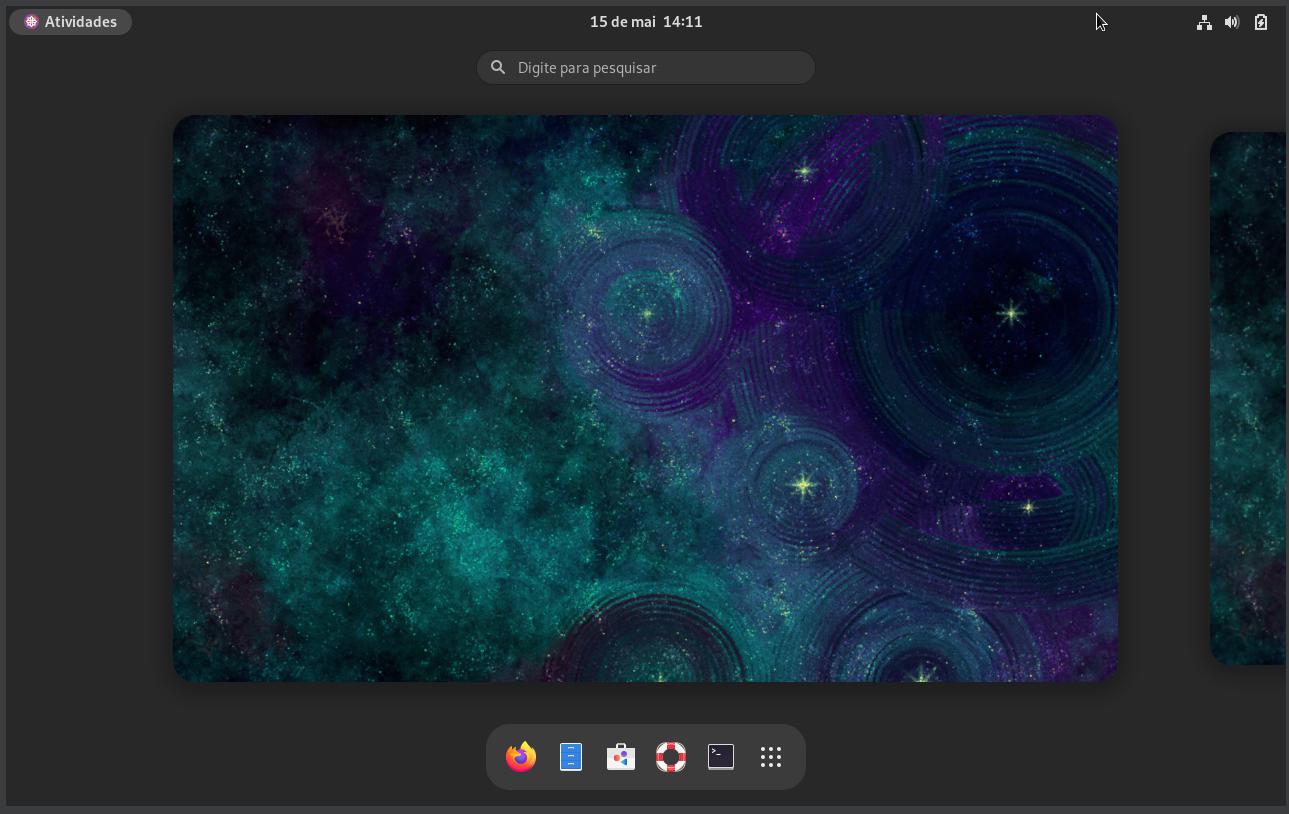 Atividades
15 de mai 14:11
Digite para pesquisar
>_